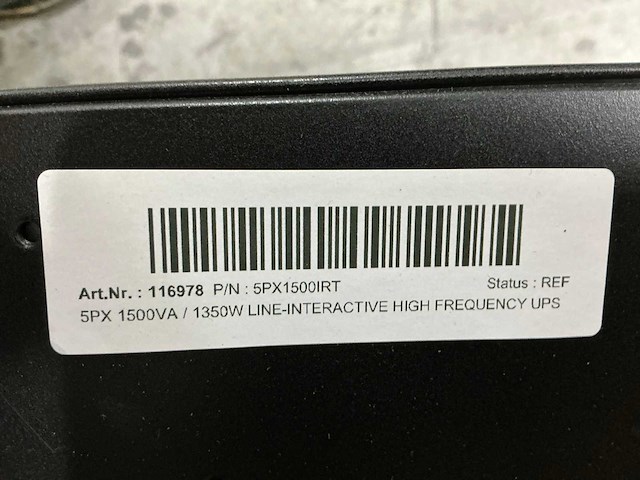 Art.Nr. : 116978 P/N : 5PX1500IRT Status : REF
5PX 1500VA / 1350W LINE-INTERACTIVE HIGH FREQUENCY UPS